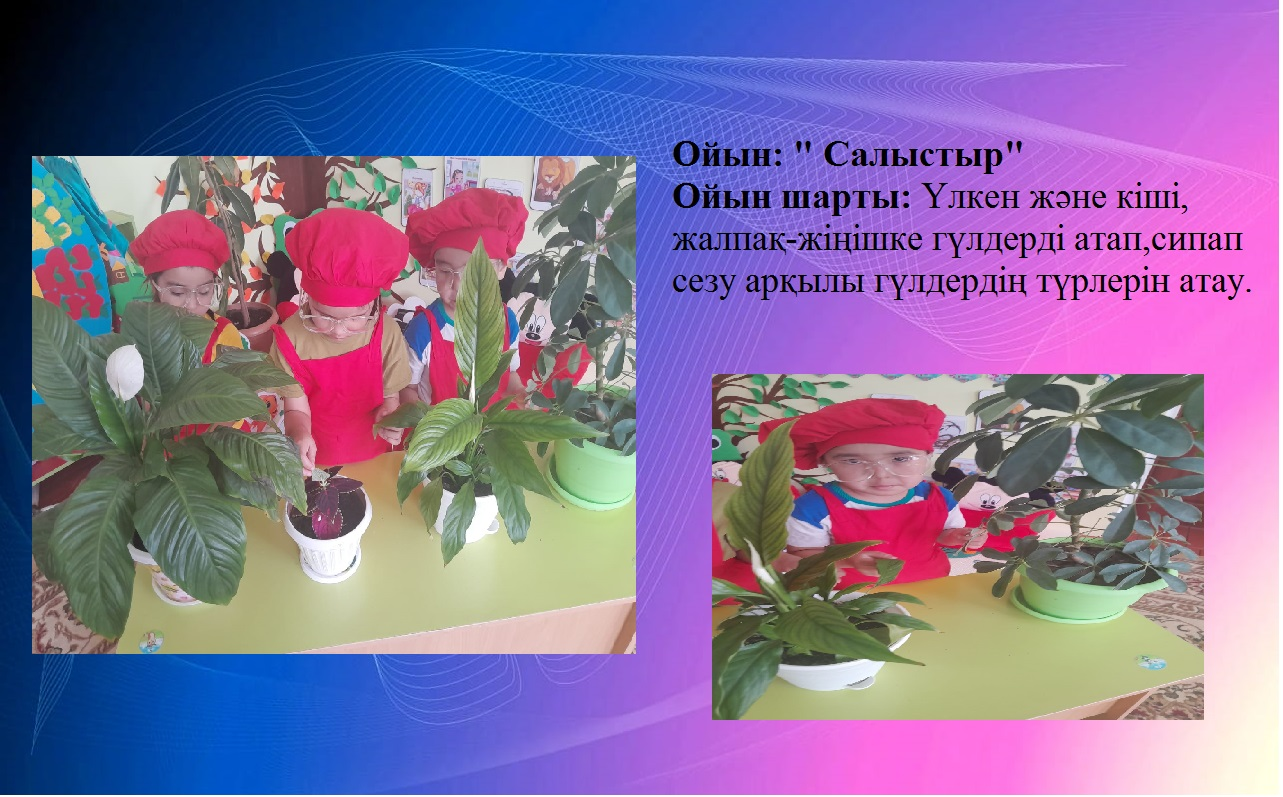 Ойын: " Салыстыр"
Ойын шарты: Үлкен және кіші,
жалпақ-жіңішке гүлдерді атап,сипап
сезу арқылы гүлдердің түрлерін атау.